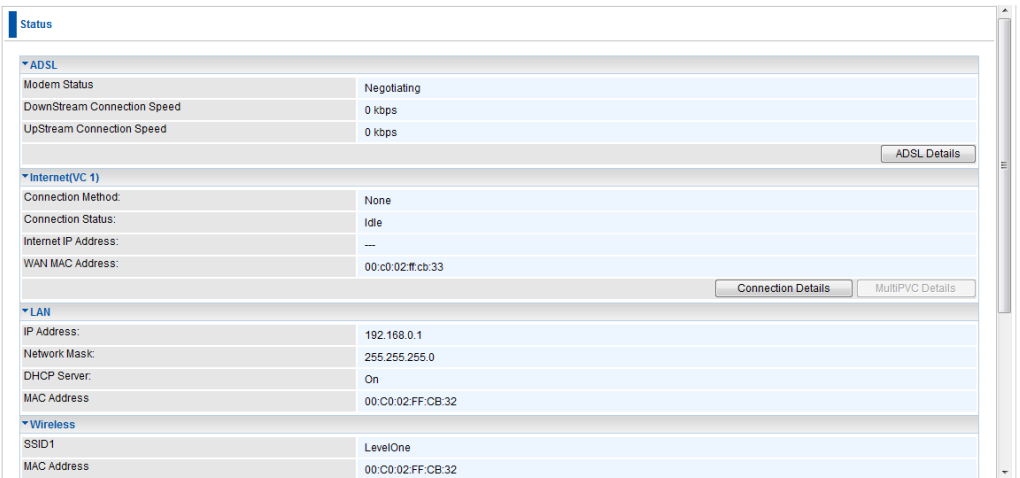 Status
ADSL
Modem Status Negotiating
DownStream Connection Speed 0 kbps
UpStream Connection Speed 0 kbps
ADSL Details
Internet(VC 1)
Connection Method: None
Connection Status: Idle
Internet IP Address: ---
WAN MAC Address: 00:c0:02:ff:cb:33
Connection Details MultiPVC Details
LAN
IP Address: 192.168.0.1
Network Mask: 255.255.255.0
DHCP Server: On
MAC Address 00:C0:02:FF:CB:32
Wireless
SSID1 LevelOne
MAC Address 00:C0:02:FF:CB:32